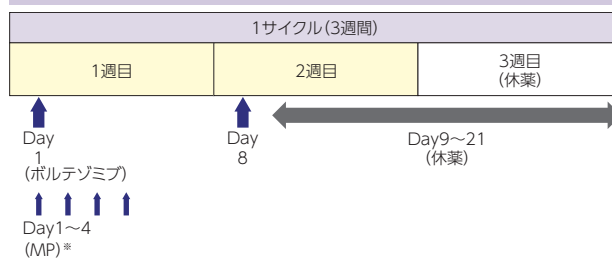 1サイクル(3週間)
1週目
2週目
3週目
(休薬)
Day
1
(ボルテゾミブ)
Day
8
Day9～21
(休薬)
Day1～4
(MP)※